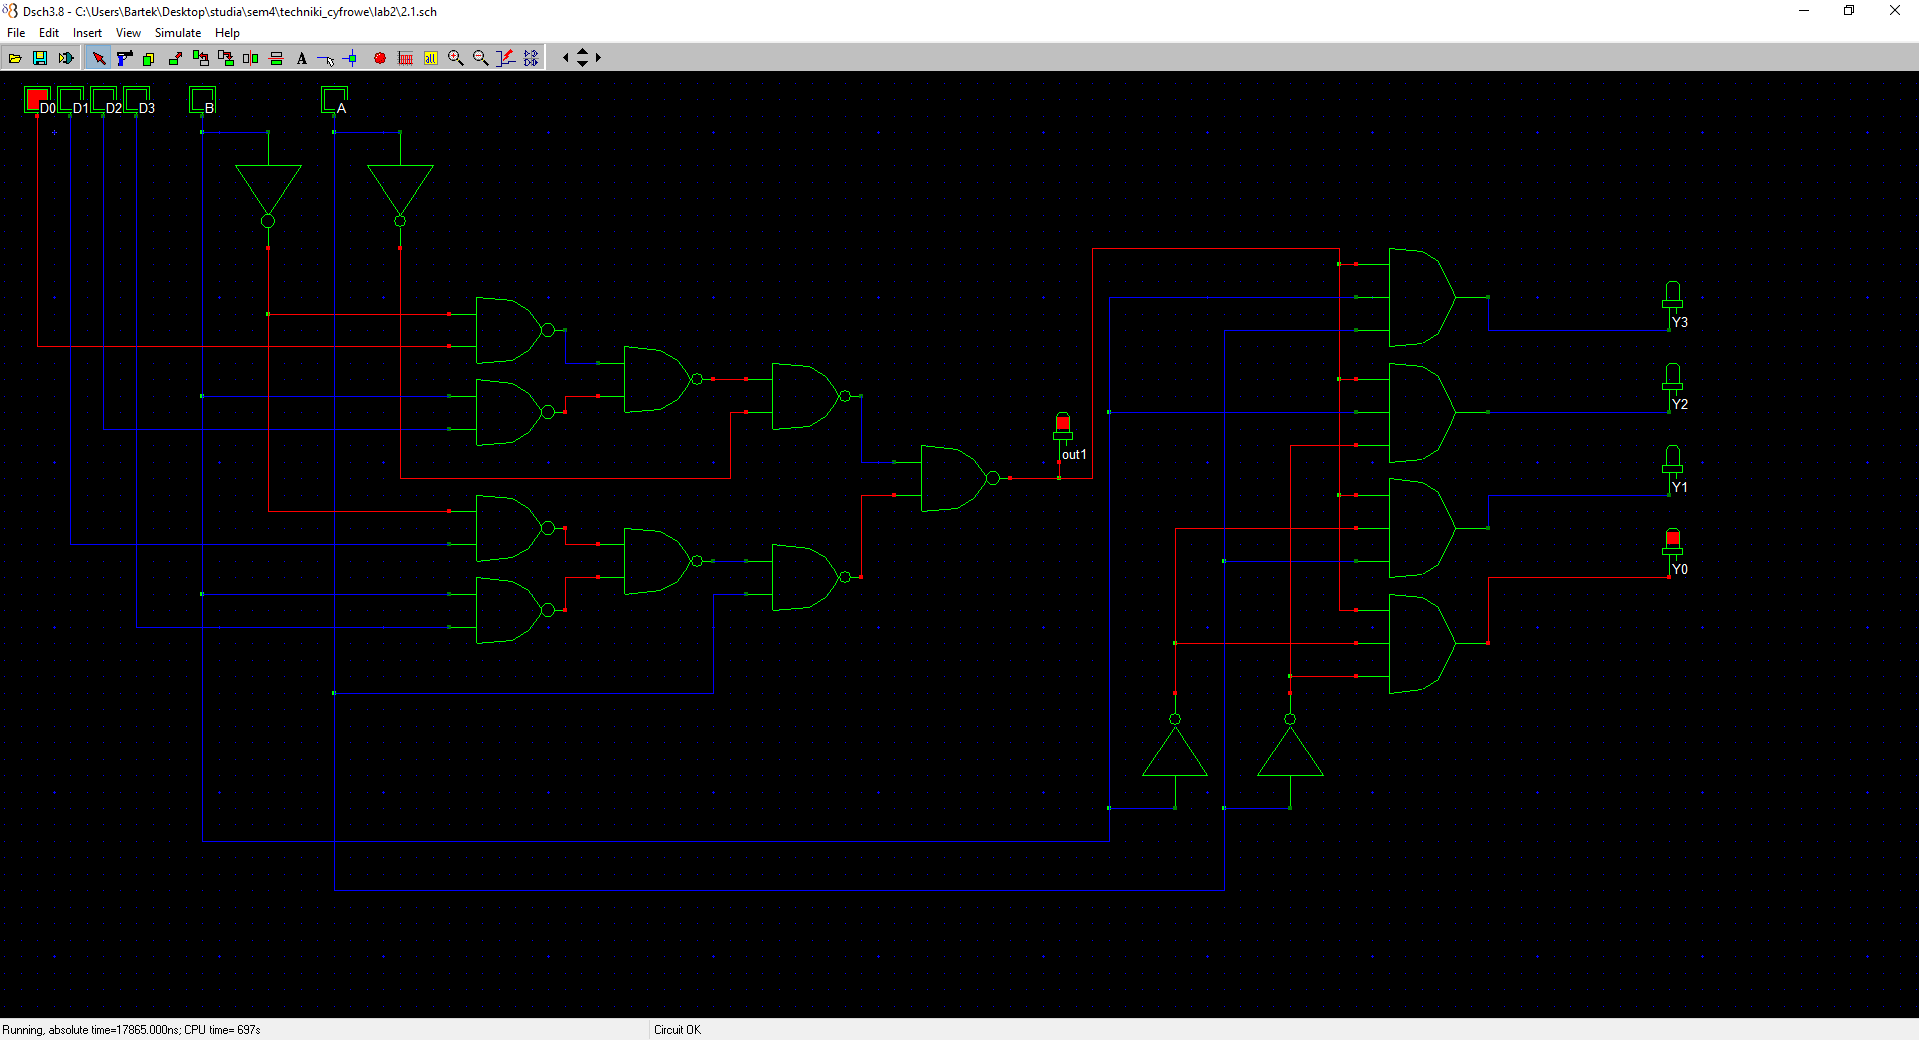 Dsch3.8 - C:\Users\Bartek\Desktop\studia\sem4\techniki_cyfrowe\lab2\2.1.sch
File Edit Insert View Simulate Help
A
D0 D1 D2 D3 B A
Y3
Y2
out1
Y1
Y0
Running, absolute time=17865.000ns; CPU time= 697s Circuit OK